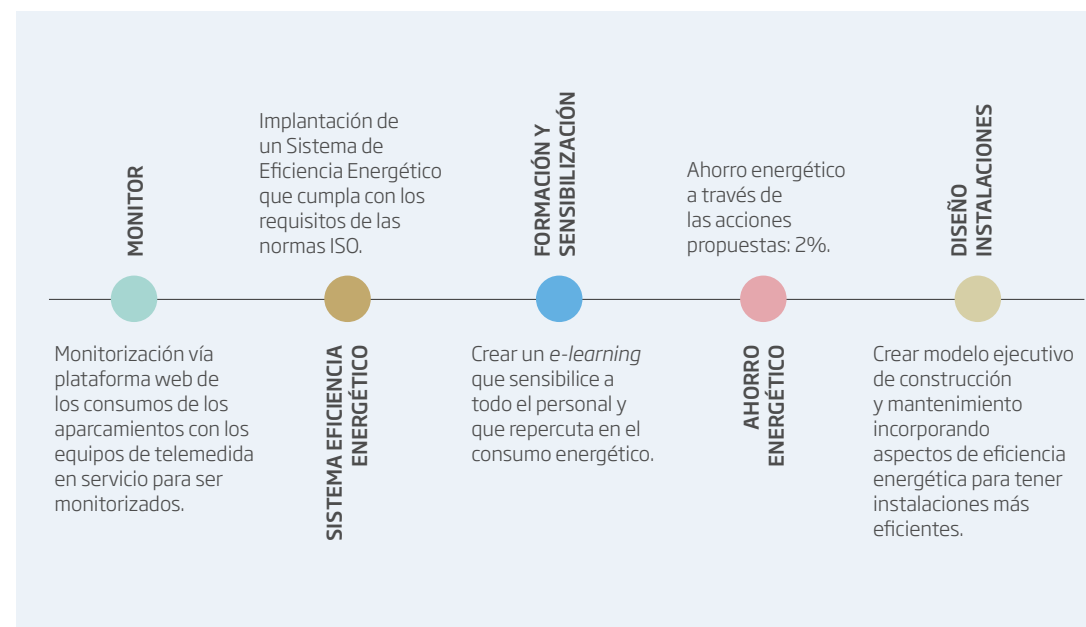 MONITOR
Monitorización vía
plataforma web de
los consumos de los
aparcamientos con los
equipos de telemedida
en servicio para ser
monitorizados.
SISTEMA EFICIENCIA
ENERGÉTICO
Implantación de
un Sistema de
Eficiencia Energético
que cumpla con los
requisitos de las
normas ISO.
FORMACIÓN Y
SENSIBILIZACIÓN
Crear un e-learning
que sensibilice a
todo el personal y
que repercuta en el
consumo energético.
AHORRO
ENERGÉTICO
Ahorro energético
a través de
las acciones
propuestas: 2%.
DISEÑO
INSTALACIONES
Crear modelo ejecutivo
de construcción
y mantenimiento
incorporando
aspectos de eficiencia
energética para tener
instalaciones más
eficientes.